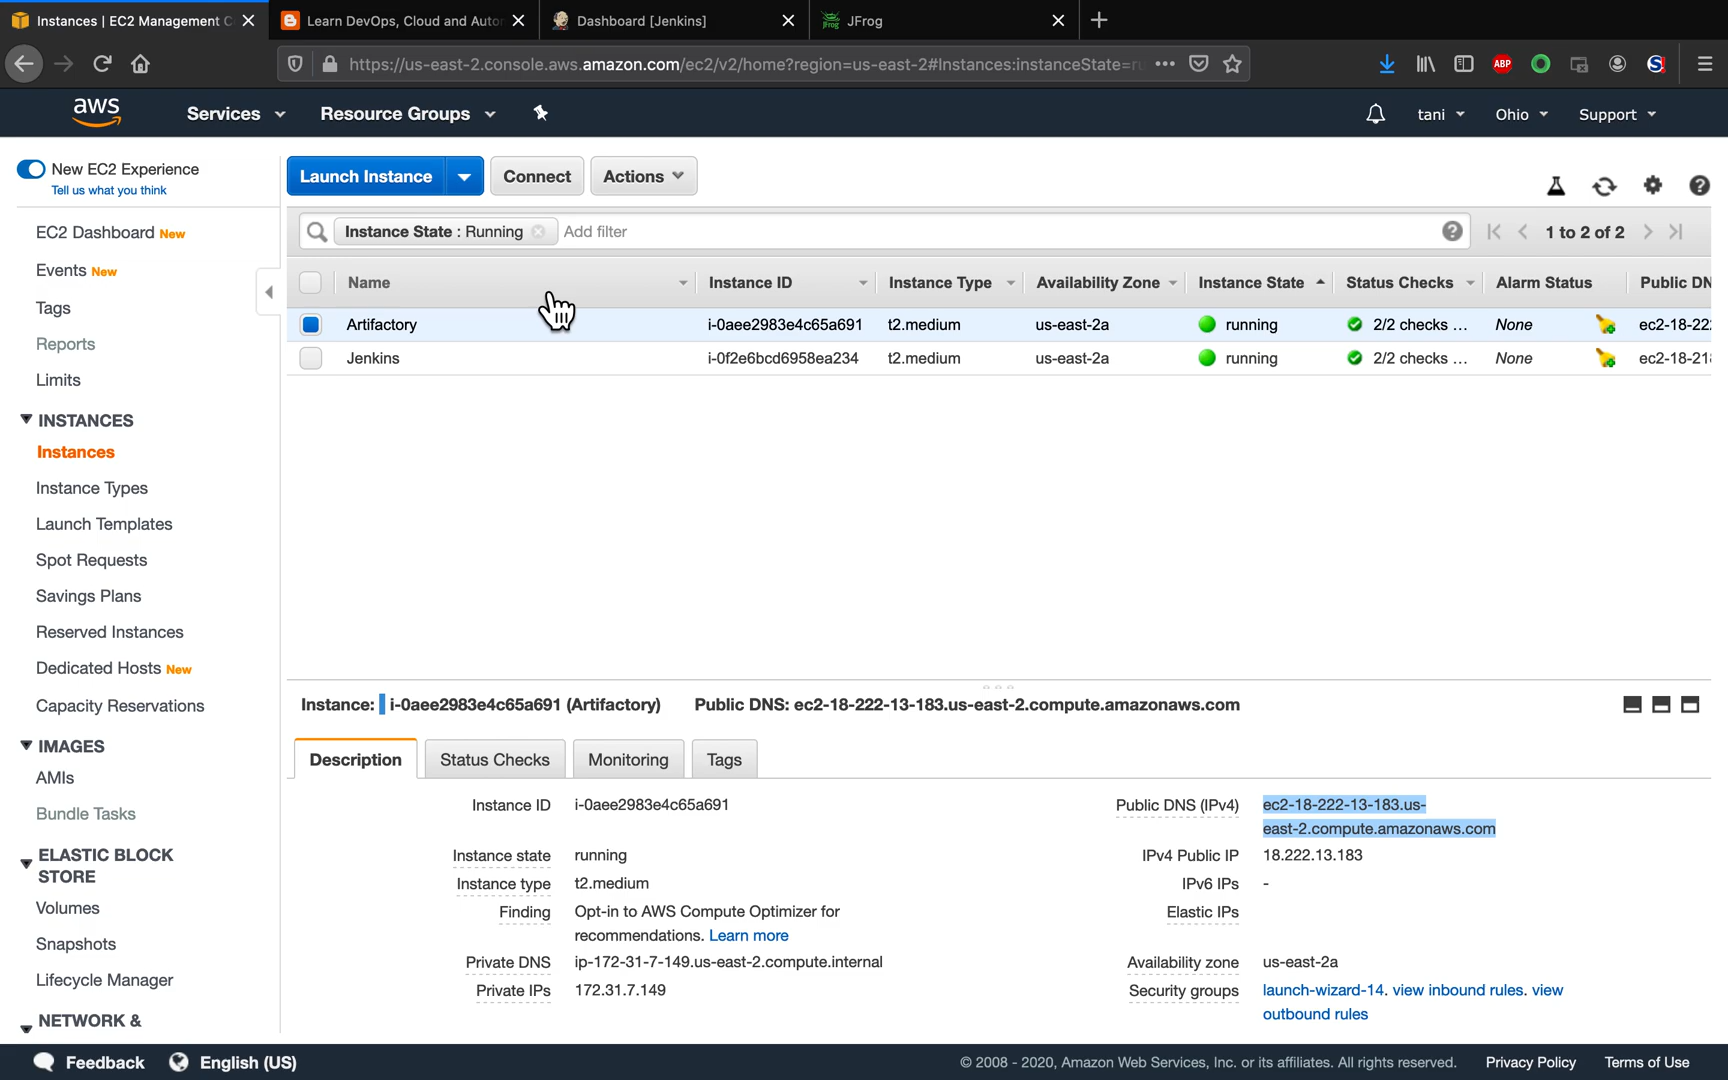 Instances | EC2 Management C
Learn DevOps, Cloud and Auto
Dashboard [Jenkins]
JFrog
https://us-east-2.console.aws.amazon.com/ec2/v2/home?region=us-east-2#Instances:instanceState=ru
ABP
aws
Services
Resource Groups
tani
Ohio
Support
New EC2 Experience
Tell us what you think
EC2 Dashboard New
Events New
Tags
Reports
Limits
INSTANCES
Instances
Instance Types
Launch Templates
Spot Requests
Savings Plans
Reserved Instances
Dedicated Hosts New
Capacity Reservations
IMAGES
AMIs
Bundle Tasks
ELASTIC BLOCK
STORE
Volumes
Snapshots
Lifecycle Manager
NETWORK &
Launch Instance
Connect
Actions
Instance State : Running
Add filter
1 to 2 of 2
Name Instance ID Instance Type Availability Zone Instance State Status Checks Alarm Status Public DN
Artifactory i-0aee2983e4c65a691 t2.medium us-east-2a running 2/2 checks ... None ec2-18-22
Jenkins i-0f2e6bcd6958ea234 t2.medium us-east-2a running 2/2 checks ... None ec2-18-218
Instance: i-0aee2983e4c65a691 (Artifactory) Public DNS: ec2-18-222-13-183.us-east-2.compute.amazonaws.com
Description
Status Checks
Monitoring
Tags
Instance ID i-0aee2983e4c65a691
Instance state running
Instance type t2.medium
Finding Opt-in to AWS Compute Optimizer for
recommendations. Learn more
Private DNS ip-172-31-7-149.us-east-2.compute.internal
Private IPs 172.31.7.149
Public DNS (IPv4) ec2-18-222-13-183.us-
east-2.compute.amazonaws.com
IPv4 Public IP 18.222.13.183
IPv6 IPs -
Elastic IPs
Availability zone us-east-2a
Security groups launch-wizard-14. view inbound rules. view
outbound rules
Feedback
English (US)
© 2008 - 2020, Amazon Web Services, Inc. or its affiliates. All rights reserved.
Privacy Policy
Terms of Use